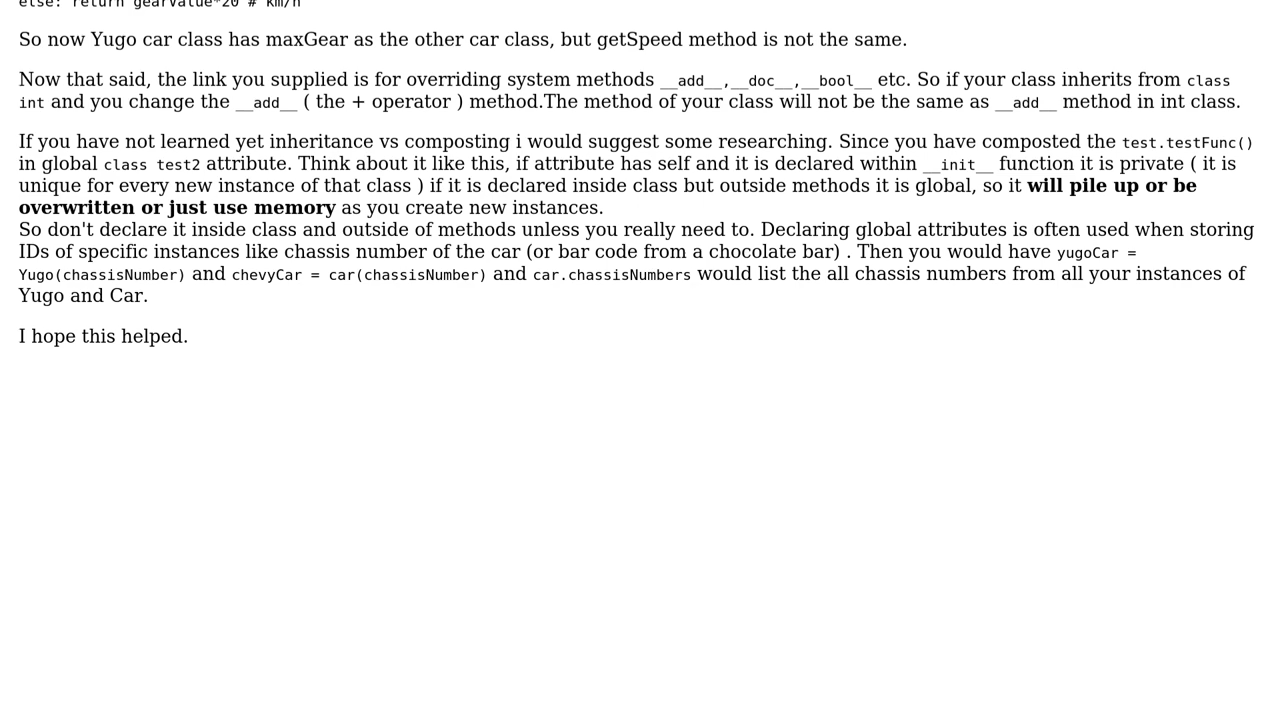 else: return gearValue*20 # km/h
So now Yugo car class has maxGear as the other car class, but getSpeed method is not the same.
Now that said, the link you supplied is for overriding system methods __add__,__doc__,__bool__ etc. So if your class inherits from class
int and you change the __add__ ( the + operator ) method.The method of your class will not be the same as __add__ method in int class.
If you have not learned yet inheritance vs composting i would suggest some researching. Since you have composted the test.testFunc()
in global class test2 attribute. Think about it like this, if attribute has self and it is declared within __init__ function it is private ( it is
unique for every new instance of that class ) if it is declared inside class but outside methods it is global, so it will pile up or be
overwritten or just use memory as you create new instances.
So don't declare it inside class and outside of methods unless you really need to. Declaring global attributes is often used when storing
IDs of specific instances like chassis number of the car (or bar code from a chocolate bar) . Then you would have yugoCar =
Yugo(chassisNumber) and chevyCar = car(chassisNumber) and car.chassisNumbers would list the all chassis numbers from all your instances of
Yugo and Car.
I hope this helped.